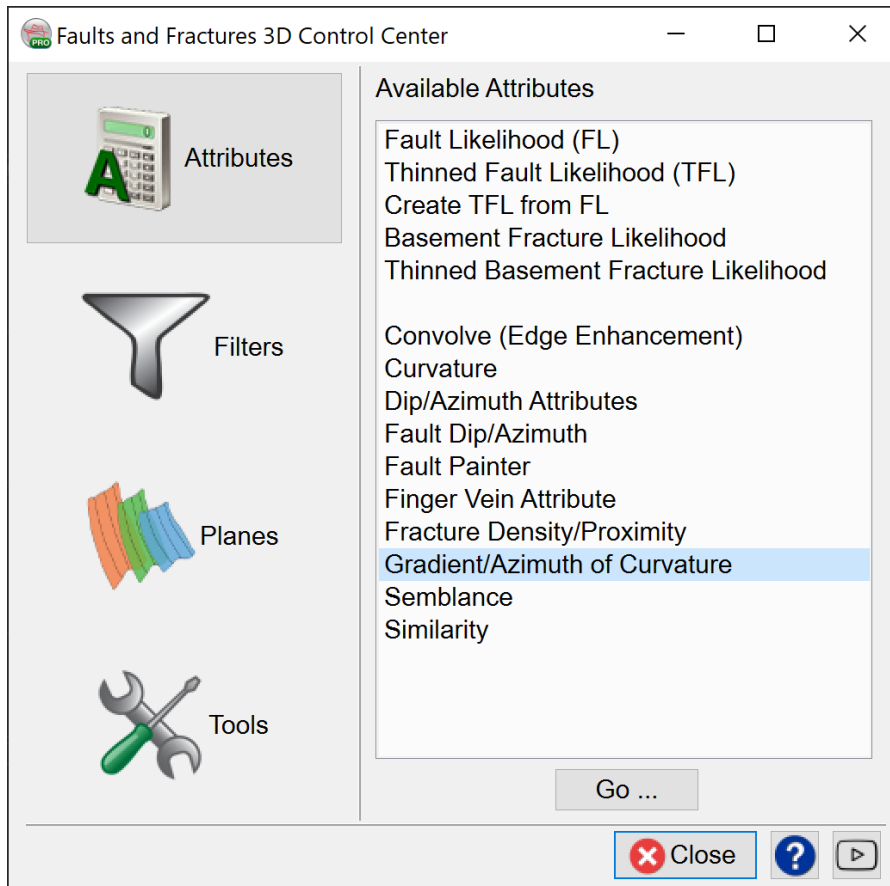 Faults and Fractures 3D Control Center
PRO
Attributes
A
Filters
Planes
Tools
Available Attributes
Fault Likelihood (FL)
Thinned Fault Likelihood (TFL)
Create TFL from FL
Basement Fracture Likelihood
Thinned Basement Fracture Likelihood
Convolve (Edge Enhancement)
Curvature
Dip/Azimuth Attributes
Fault Dip/Azimuth
Fault Painter
Finger Vein Attribute
Fracture Density/Proximity
Gradient/Azimuth of Curvature
Semblance
Similarity
Go ...
Close
?